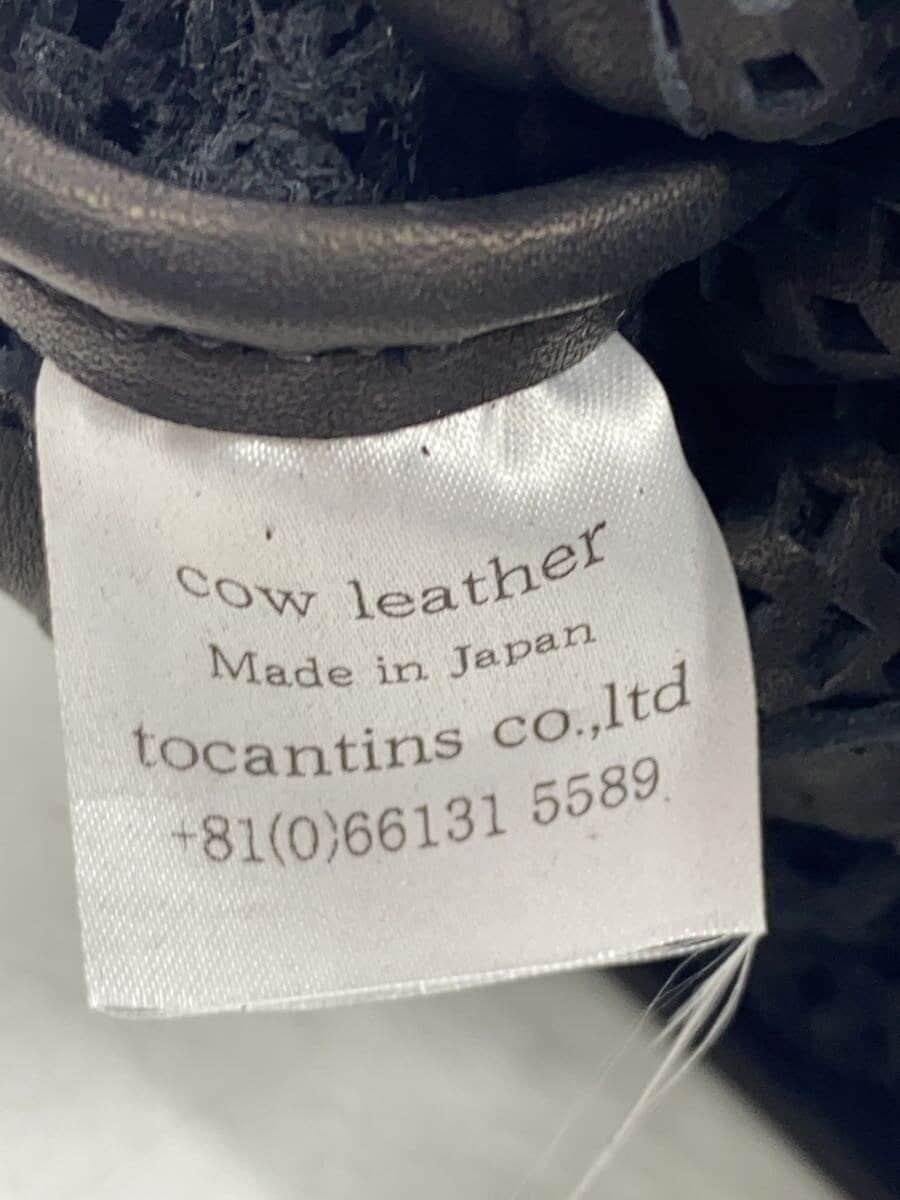 cow leather
Made in Japan
tocantins co.,ltd
+81(0)66131 5589